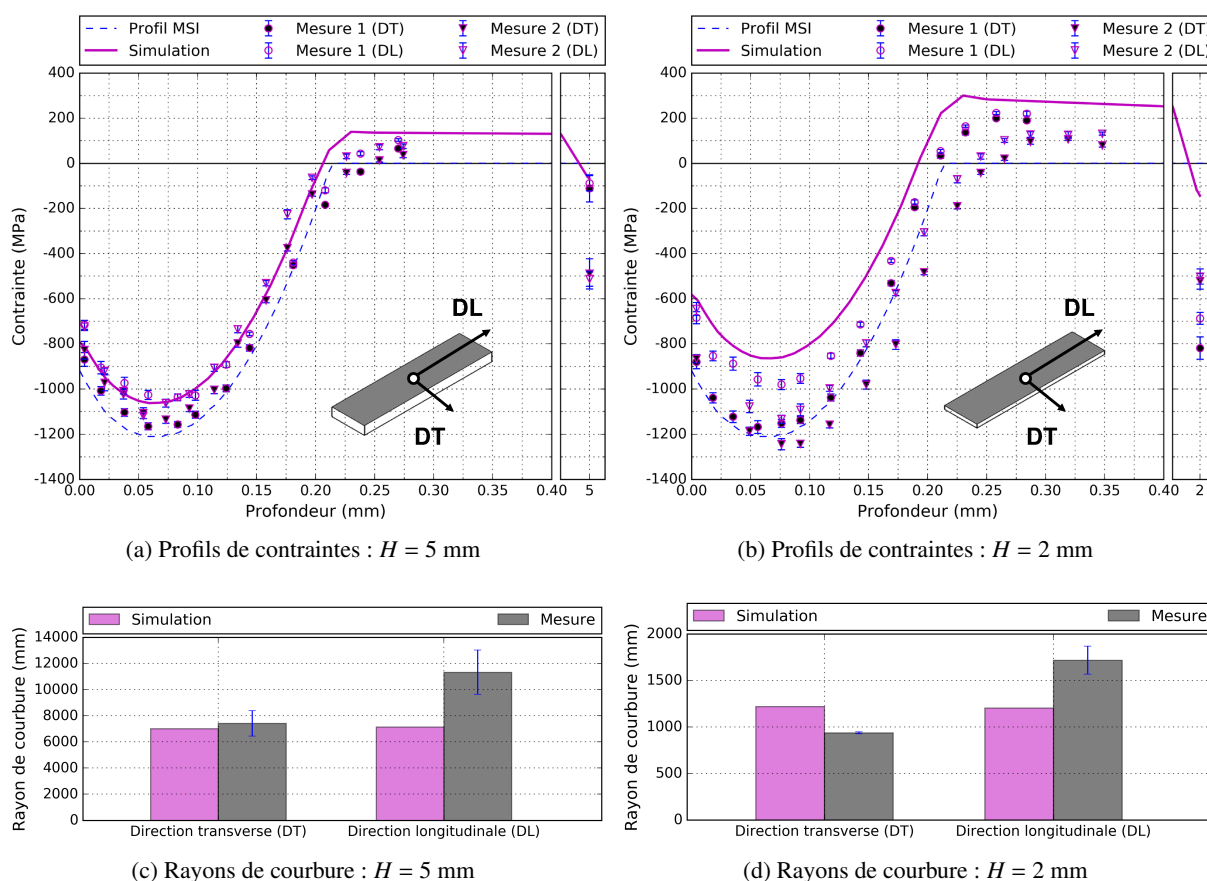 Profil MSI
Simulation
Mesure 1 (DT)
Mesure 1 (DL)
Mesure 2 (DT)
Mesure 2 (DL)
400
200
0
-200
-400
-600
-800
-1000
-1200
-1400
Contrainte (MPa)
0.00 0.05 0.10 0.15 0.20 0.25 0.30 0.35 0.40 5
Profondeur (mm)
DL
DT
(a) Profils de contraintes : H = 5 mm
Profil MSI
Simulation
Mesure 1 (DT)
Mesure 1 (DL)
Mesure 2 (DT)
Mesure 2 (DL)
400
200
0
-200
-400
-600
-800
-1000
-1200
-1400
Contrainte (MPa)
0.00 0.05 0.10 0.15 0.20 0.25 0.30 0.35 0.40 2
Profondeur (mm)
DL
DT
(b) Profils de contraintes : H = 2 mm
Simulation Mesure
14000
12000
10000
8000
6000
4000
2000
0
Rayon de courbure (mm)
Direction transverse (DT) Direction longitudinale (DL)
(c) Rayons de courbure : H = 5 mm
Simulation Mesure
2000
1500
1000
500
0
Rayon de courbure (mm)
Direction transverse (DT) Direction longitudinale (DL)
(d) Rayons de courbure : H = 2 mm